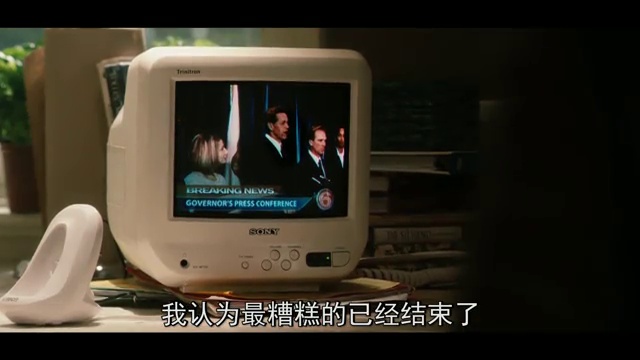 Trinitron
BREAKING NEWS
GOVERNOR'S PRESS CONFERENCE
6
SONY
我认为最糟糕的已经结束了